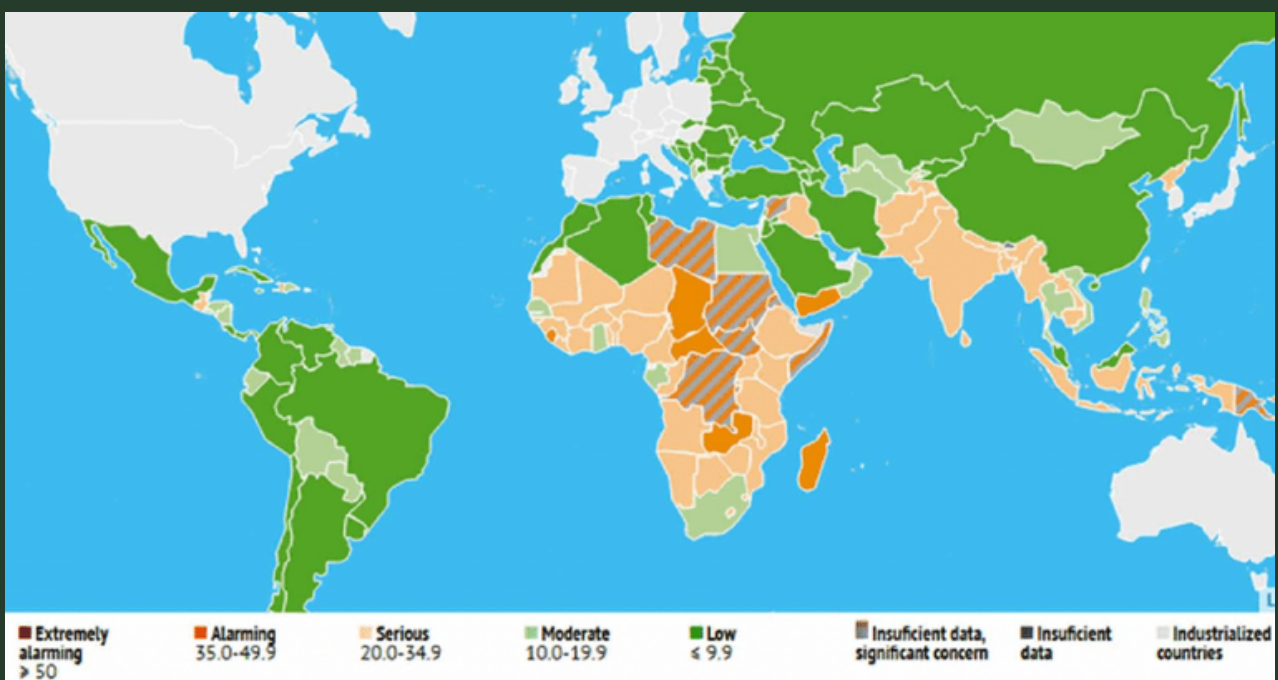 Extremely
alarming
⩾ 50
Alarming
35.0-49.9
Serious
20.0-34.9
Moderate
10.0-19.9
Low
⩽ 9.9
Insuficient data,
significant concern
Insuficient
data
Industrialized
countries
L